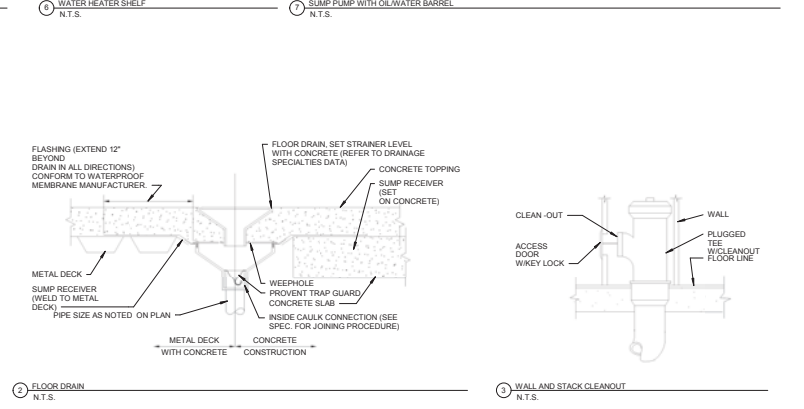 6 WATER HEATER SHELF
N.T.S.
7 SUMP PUMP WITH OIL/WATER BARREL
N.T.S.
FLASHING (EXTEND 12"
BEYOND
DRAIN IN ALL DIRECTIONS)
CONFORM TO WATERPROOF
MEMBRANE MANUFACTURER.
FLOOR DRAIN, SET STRAINER LEVEL
WITH CONCRETE (REFER TO DRAINAGE
SPECIALTIES DATA)
CONCRETE TOPPING
SUMP RECEIVER
(SET
ON CONCRETE)
METAL DECK
SUMP RECEIVER
(WELD TO METAL
DECK)
PIPE SIZE AS NOTED ON PLAN
WEEPHOLE
PROVENT TRAP GUARD
CONCRETE SLAB
INSIDE CAULK CONNECTION (SEE
SPEC. FOR JOINING PROCEDURE)
METAL DECK
WITH CONCRETE
CONCRETE
CONSTRUCTION
2 FLOOR DRAIN
N.T.S.
CLEAN -OUT
ACCESS
DOOR
W/KEY LOCK
WALL
PLUGGED
TEE
W/CLEANOUT
FLOOR LINE
3 WALL AND STACK CLEANOUT
N.T.S.